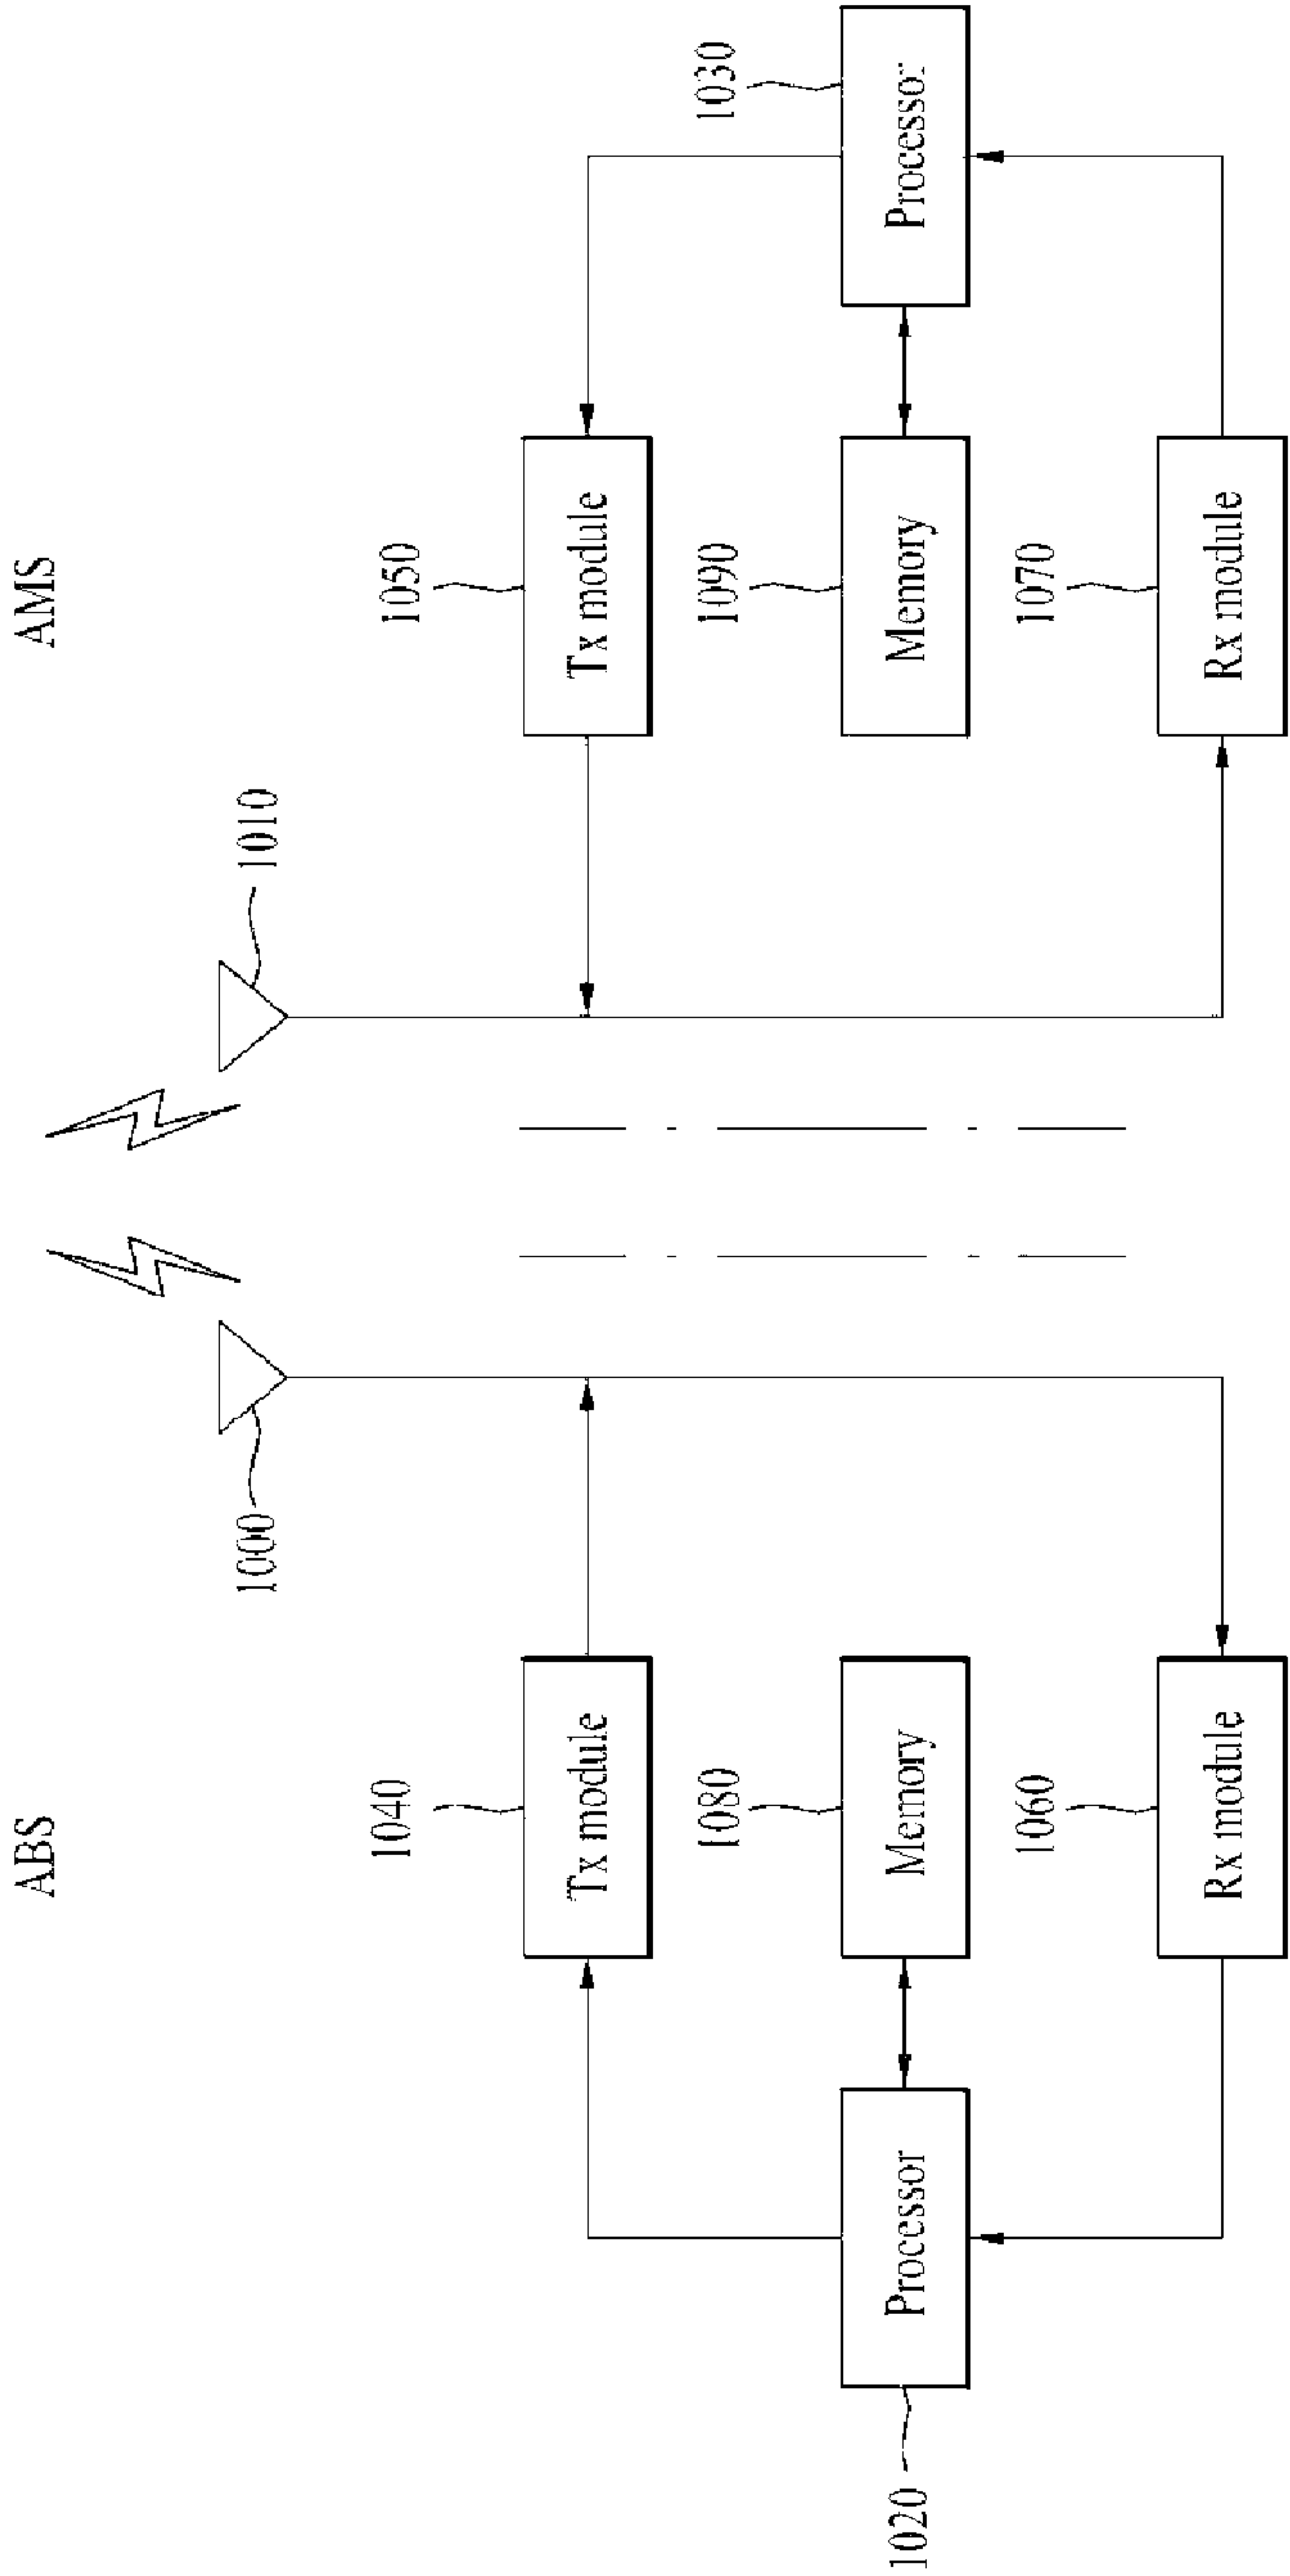 ABS
AMS
1000
1010
1040
Tx module
1050
Tx module
1020
Processor
1080
Memory
1090
Memory
1030
Processor
1060
Rx module
1070
Rx module